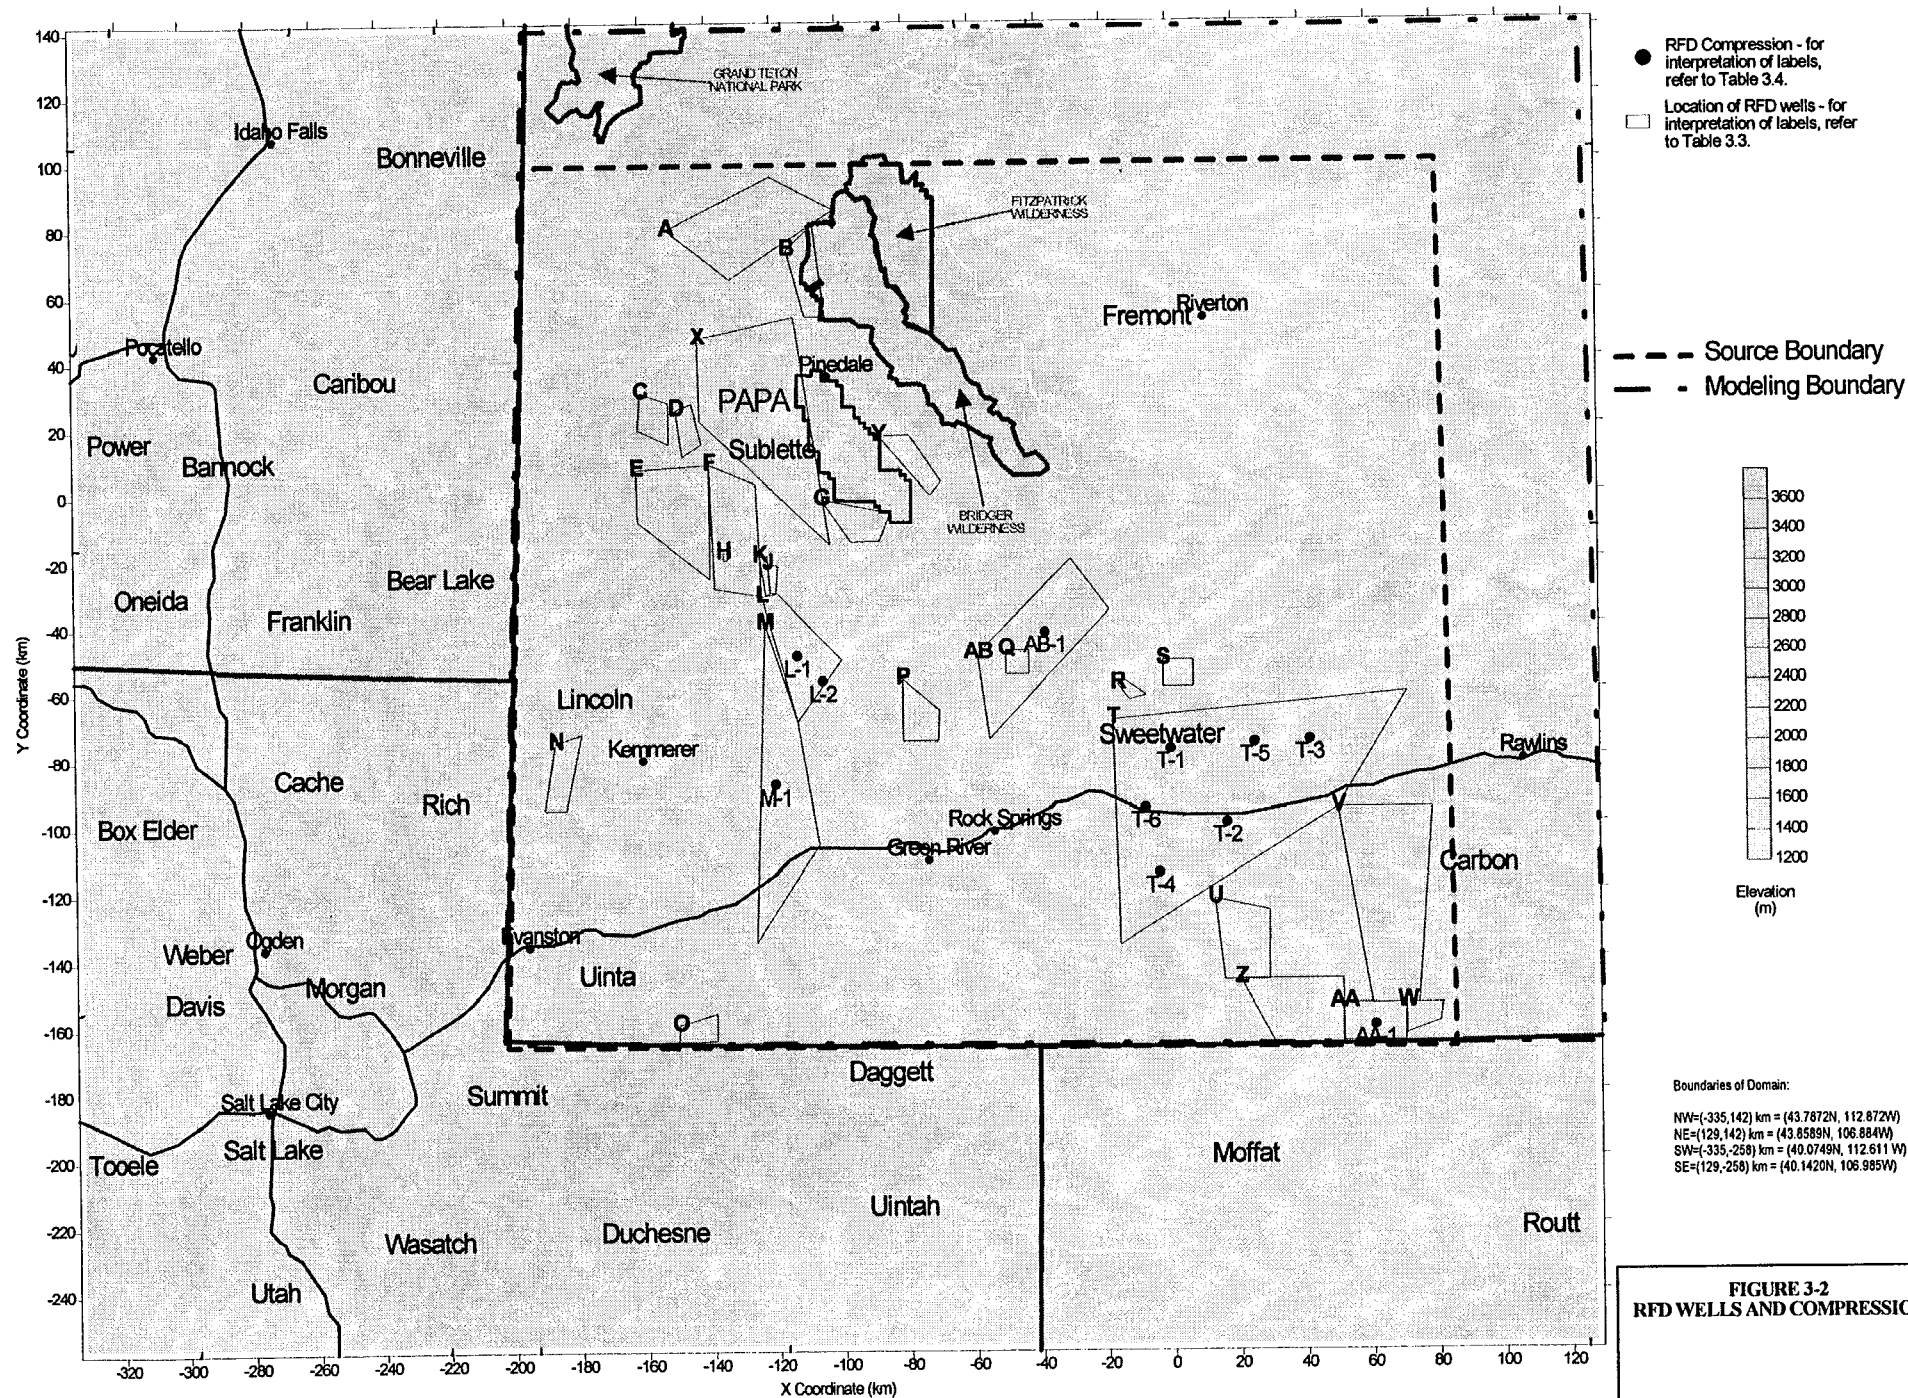 140
120
100
80
60
40
20
0
-20
-40
-60
-80
-100
-120
-140
-160
-180
-200
-220
-240
Y Coordinate (km)
-320
-300
-280
-260
-240
-220
-200
-180
-160
-140
-120
-100
-80
-60
-40
-20
0
20
40
60
80
100
120
X Coordinate (km)
GRAND TETON
NATIONAL PARK
Idaho Falls
Bonneville
FITZPATRICK
WILDERNESS
A
B
Fremont
Riverton
X
Pocatello
Pinedale
Caribou
C
D
PAPA
Power
Bannock
Sublette
Y
E
F
G
BRIDGER
WILDERNESS
H
K
J
Bear Lake
L
Oneida
Franklin
M
AB
Q
AB-1
S
L-1
L-2
P
R
Lincoln
T
Sweetwater
N
Kemmerer
T-1
T-5
T-3
Rawlins
Cache
Rich
M-1
V
Box Elder
Rock Springs
T-6
T-2
Green River
Carbon
T-4
U
Evanston
Weber
Ogden
Uinta
Z
Davis
Morgan
AA
W
O
AA-1
Daggett
Summit
Salt Lake City
Salt Lake
Tooele
Moffat
Uintah
Duchesne
Wasatch
Routt
Utah
RFD Compression - for
interpretation of labels,
refer to Table 3.4.
Location of RFD wells - for
interpretation of labels, refer
to Table 3.3.
Source Boundary
Modeling Boundary
3600
3400
3200
3000
2800
2600
2400
2200
2000
1800
1600
1400
1200
Elevation
(m)
Boundaries of Domain:
NW=(-335,142) km = (43.7872N, 112.872W)
NE=(129,142) km = (43.8589N, 106.884W)
SW=(-335,-258) km = (40.0749N, 112.611 W)
SE=(129,-258) km = (40.1420N, 106.985W)
FIGURE 3-2
RFD WELLS AND COMPRESSIO